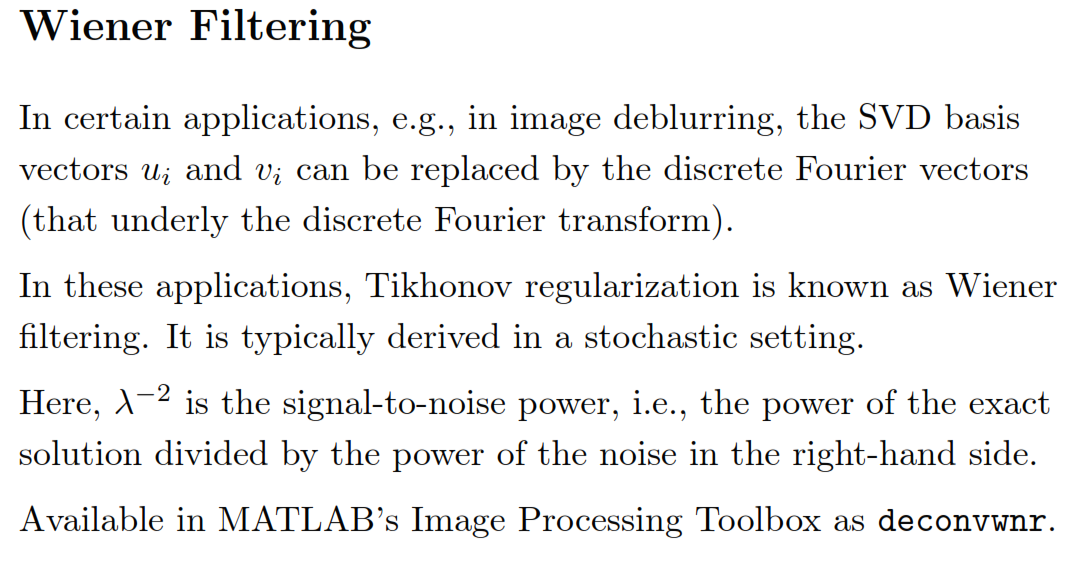 Wiener Filtering
In certain applications, e.g., in image deblurring, the SVD basis
vectors uᵢ and vᵢ can be replaced by the discrete Fourier vectors
(that underly the discrete Fourier transform).
In these applications, Tikhonov regularization is known as Wiener
filtering. It is typically derived in a stochastic setting.
Here, λ⁻² is the signal-to-noise power, i.e., the power of the exact
solution divided by the power of the noise in the right-hand side.
Available in MATLAB's Image Processing Toolbox as deconvwnr.